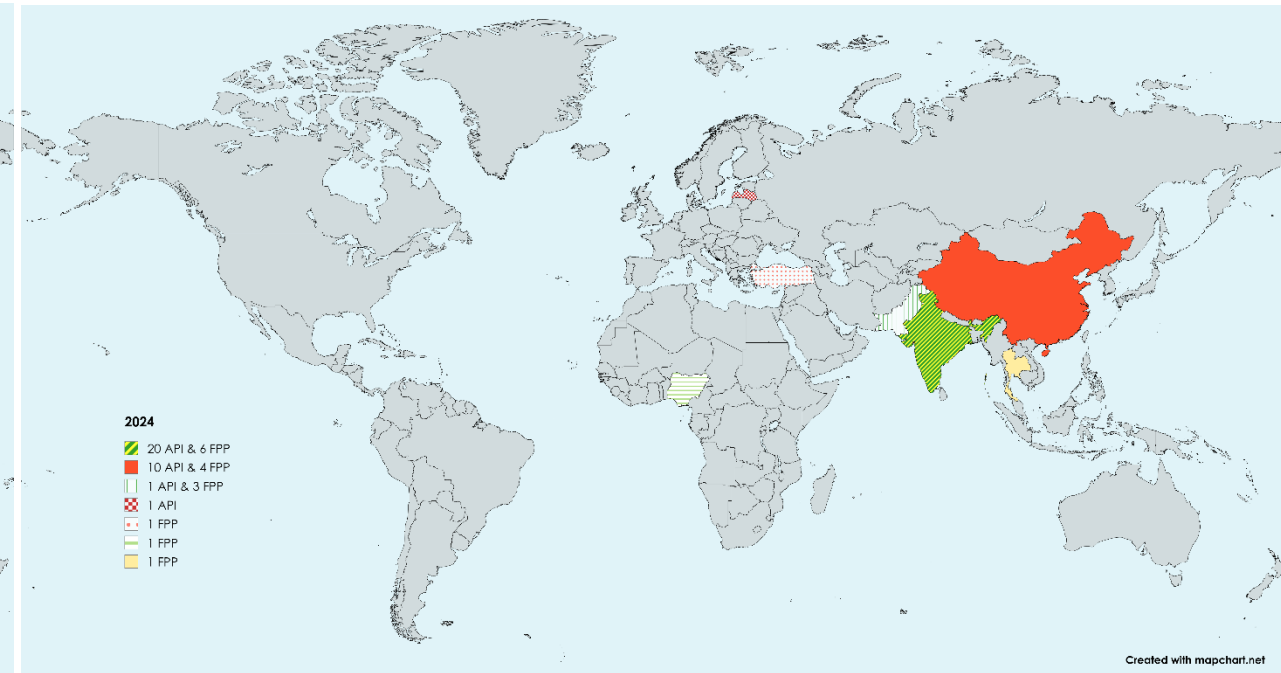 2024
20 API & 6 FPP
10 API & 4 FPP
1 API & 3 FPP
1 API
1 FPP
1 FPP
1 FPP
Created with mapchart.net